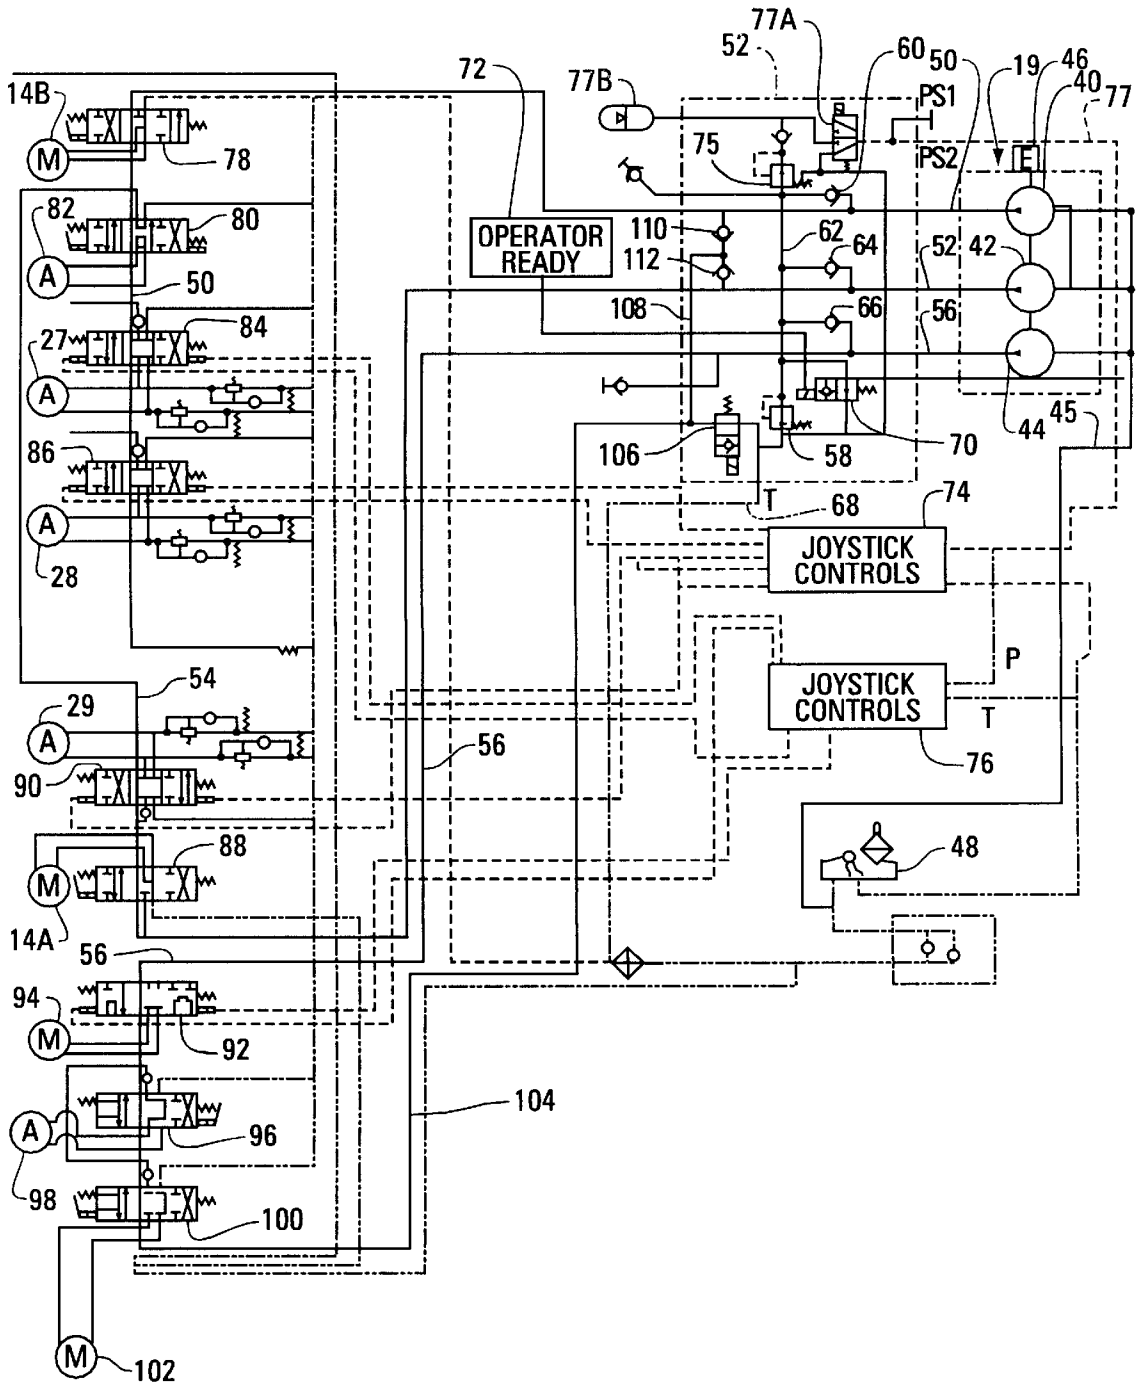 77A
52
60
50
19
46
40
77
72
77B
14B
PS1
PS2
75
E
M
78
82
80
110
OPERATOR
READY
62
64
42
112
52
A
50
108
66
56
27
84
A
86
106
58
70
44
45
T
68
74
A
28
JOYSTICK
CONTROLS
54
P
29
JOYSTICK
CONTROLS
T
A
56
76
90
88
48
M
14A
56
94
M
92
104
A
96
98
100
M
102